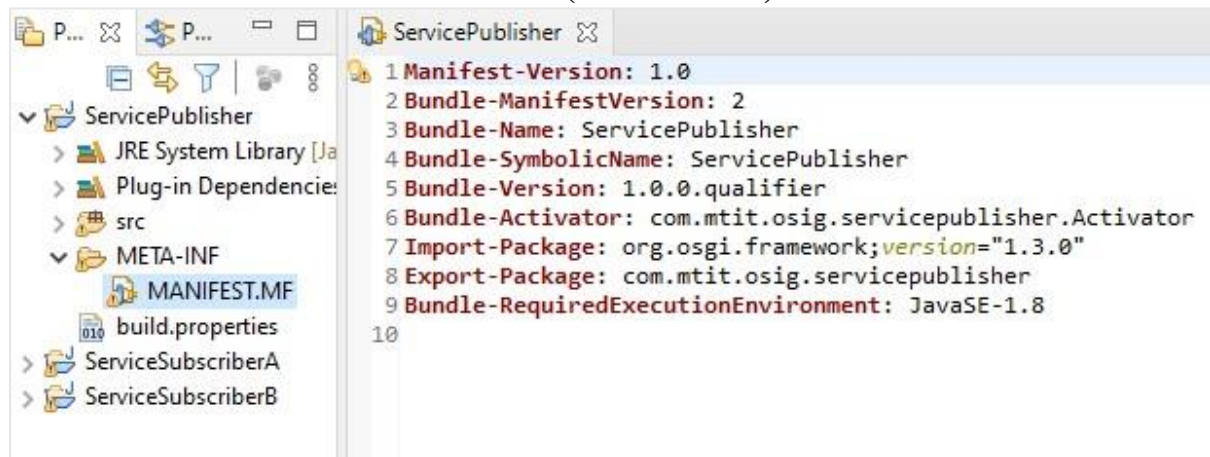 P... P...
ServicePublisher
ServicePublisher
JRE System Library [Ja
Plug-in Dependencie
src
META-INF
MANIFEST.MF
build.properties
ServiceSubscriberA
ServiceSubscriberB
1 Manifest-Version: 1.0
2 Bundle-ManifestVersion: 2
3 Bundle-Name: ServicePublisher
4 Bundle-SymbolicName: ServicePublisher
5 Bundle-Version: 1.0.0.qualifier
6 Bundle-Activator: com.mtit.osig.servicepublisher.Activator
7 Import-Package: org.osgi.framework;version="1.3.0"
8 Export-Package: com.mtit.osig.servicepublisher
9 Bundle-RequiredExecutionEnvironment: JavaSE-1.8
10